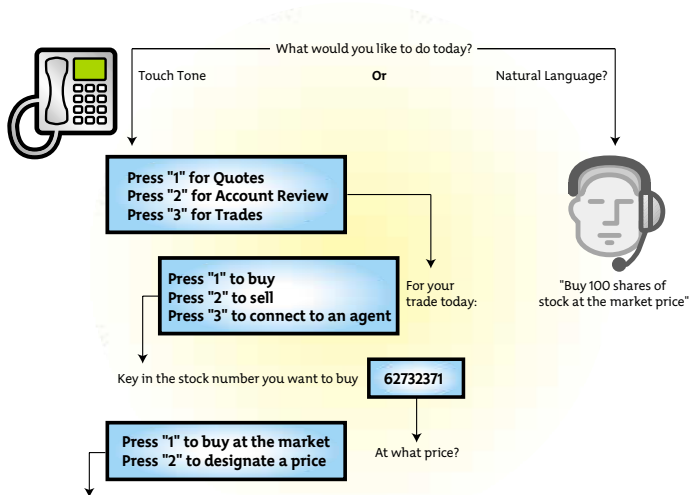 What would you like to do today?
Touch Tone
Or
Natural Language?
Press "1" for Quotes
Press "2" for Account Review
Press "3" for Trades
Press "1" to buy
Press "2" to sell
Press "3" to connect to an agent
For your
trade today:
"Buy 100 shares of
stock at the market price"
Key in the stock number you want to buy
62732371
Press "1" to buy at the market
Press "2" to designate a price
At what price?